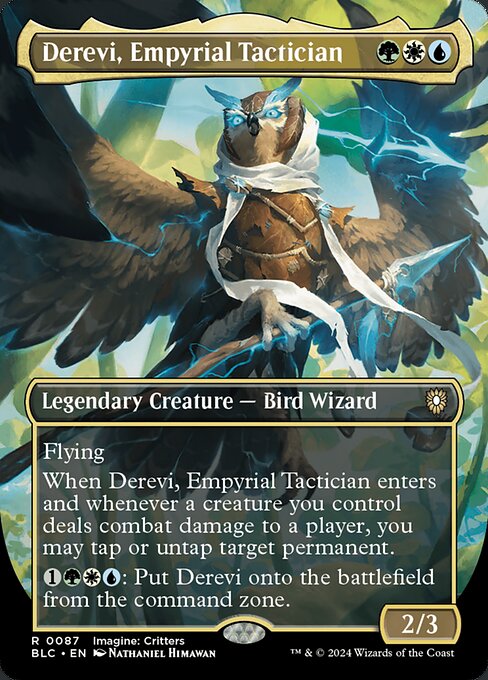 Derevi, Empyrial Tactician
Legendary Creature — Bird Wizard
Flying
When Derevi, Empyrial Tactician enters
and whenever a creature you control
deals combat damage to a player, you
may tap or untap target permanent.
1: Put Derevi onto the battlefield
from the command zone.
2/3
R 0087 Imagine: Critters
BLC • EN Nathaniel Himawan
™ & © 2024 Wizards of the Coast